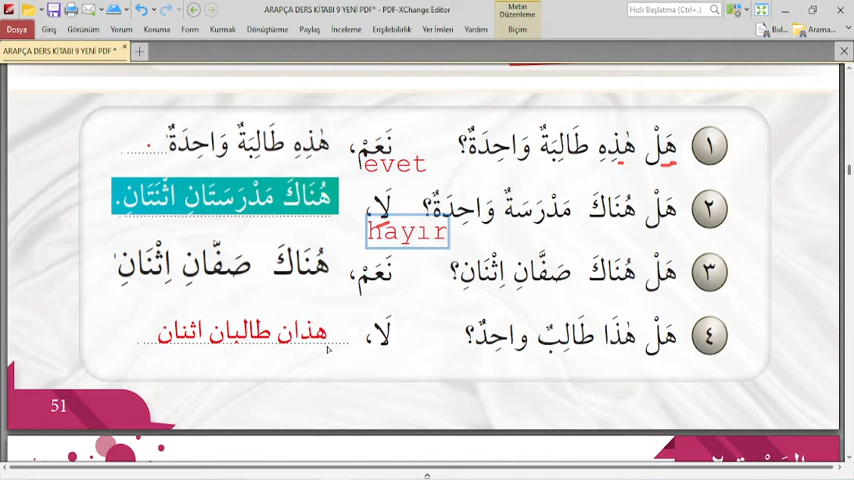 ARAPÇA DERS KİTABI 9 YENİ PDF* - PDF-XChange Editor
Metin Düzenleme
Hızlı Başlatma (Ctrl+.)
Dosya Giriş Görünüm Yorum Koruma Form Kırmak Dönüştürme Paylaş İnceleme Erişilebilirlik Yer İmleri Yardım Biçim Bul... Arama...
ARAPÇA DERS KİTABI 9 YENİ PDF *
١ هَلْ هٰذِهِ طَالِبَةٌ وَاحِدَةٌ؟ نَعَمْ، هٰذِهِ طَالِبَةٌ وَاحِدَةٌ
evet
٢ هَلْ هُنَاكَ مَدْرَسَةٌ وَاحِدَةٌ؟ لَا، هُنَاكَ مَدْرَسَتَانِ اثْنَتَانِ.
hayır
٣ هَلْ هُنَاكَ صَفَّانِ اِثْنَانِ؟ نَعَمْ، هُنَاكَ صَفَّانِ اِثْنَانِ
٤ هَلْ هٰذَا طَالِبٌ واحِدٌ؟ لَا، هذان طالبان اثنان
51